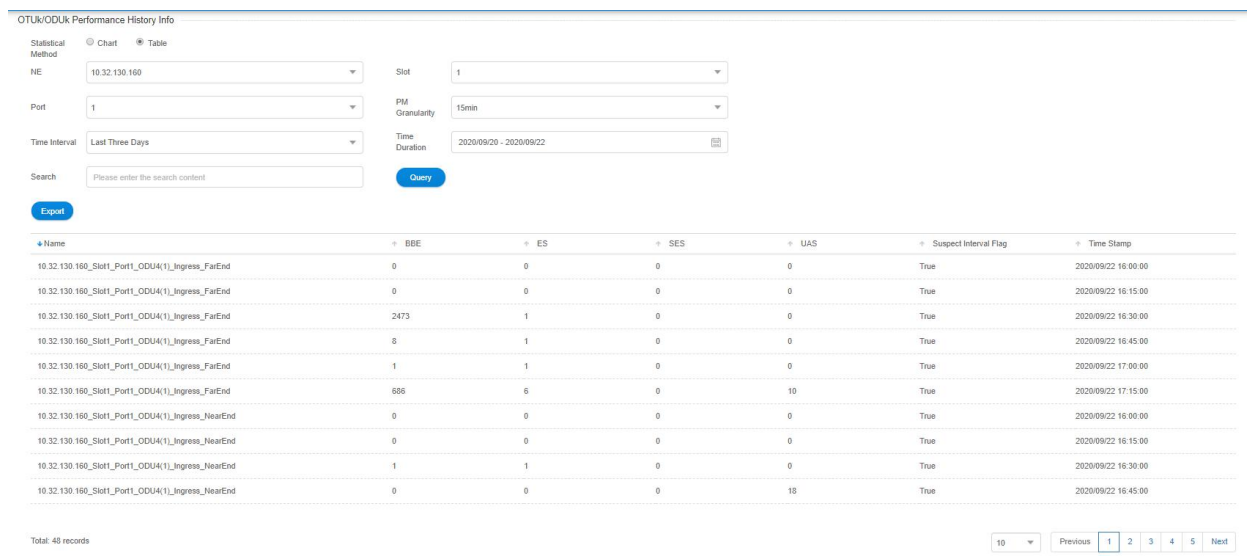 OTUk/ODUk Performance History Info
Statistical Method Chart Table
NE 10.32.130.160 Slot 1
Port 1 PM Granularity 15min
Time Interval Last Three Days Time Duration 2020/09/20 - 2020/09/22
Search Please enter the search content Query
Export
Name BBE ES SES UAS Suspect Interval Flag Time Stamp
10.32.130.160_Slot1_Port1_ODU4(1)_Ingress_FarEnd 0 0 0 0 True 2020/09/22 16:00:00
10.32.130.160_Slot1_Port1_ODU4(1)_Ingress_FarEnd 0 0 0 0 True 2020/09/22 16:15:00
10.32.130.160_Slot1_Port1_ODU4(1)_Ingress_FarEnd 2473 1 0 0 True 2020/09/22 16:30:00
10.32.130.160_Slot1_Port1_ODU4(1)_Ingress_FarEnd 8 1 0 0 True 2020/09/22 16:45:00
10.32.130.160_Slot1_Port1_ODU4(1)_Ingress_FarEnd 1 1 0 0 True 2020/09/22 17:00:00
10.32.130.160_Slot1_Port1_ODU4(1)_Ingress_FarEnd 686 6 0 10 True 2020/09/22 17:15:00
10.32.130.160_Slot1_Port1_ODU4(1)_Ingress_NearEnd 0 0 0 0 True 2020/09/22 16:00:00
10.32.130.160_Slot1_Port1_ODU4(1)_Ingress_NearEnd 0 0 0 0 True 2020/09/22 16:15:00
10.32.130.160_Slot1_Port1_ODU4(1)_Ingress_NearEnd 1 1 0 0 True 2020/09/22 16:30:00
10.32.130.160_Slot1_Port1_ODU4(1)_Ingress_NearEnd 0 0 0 18 True 2020/09/22 16:45:00
Total: 48 records 10 Previous 1 2 3 4 5 Next